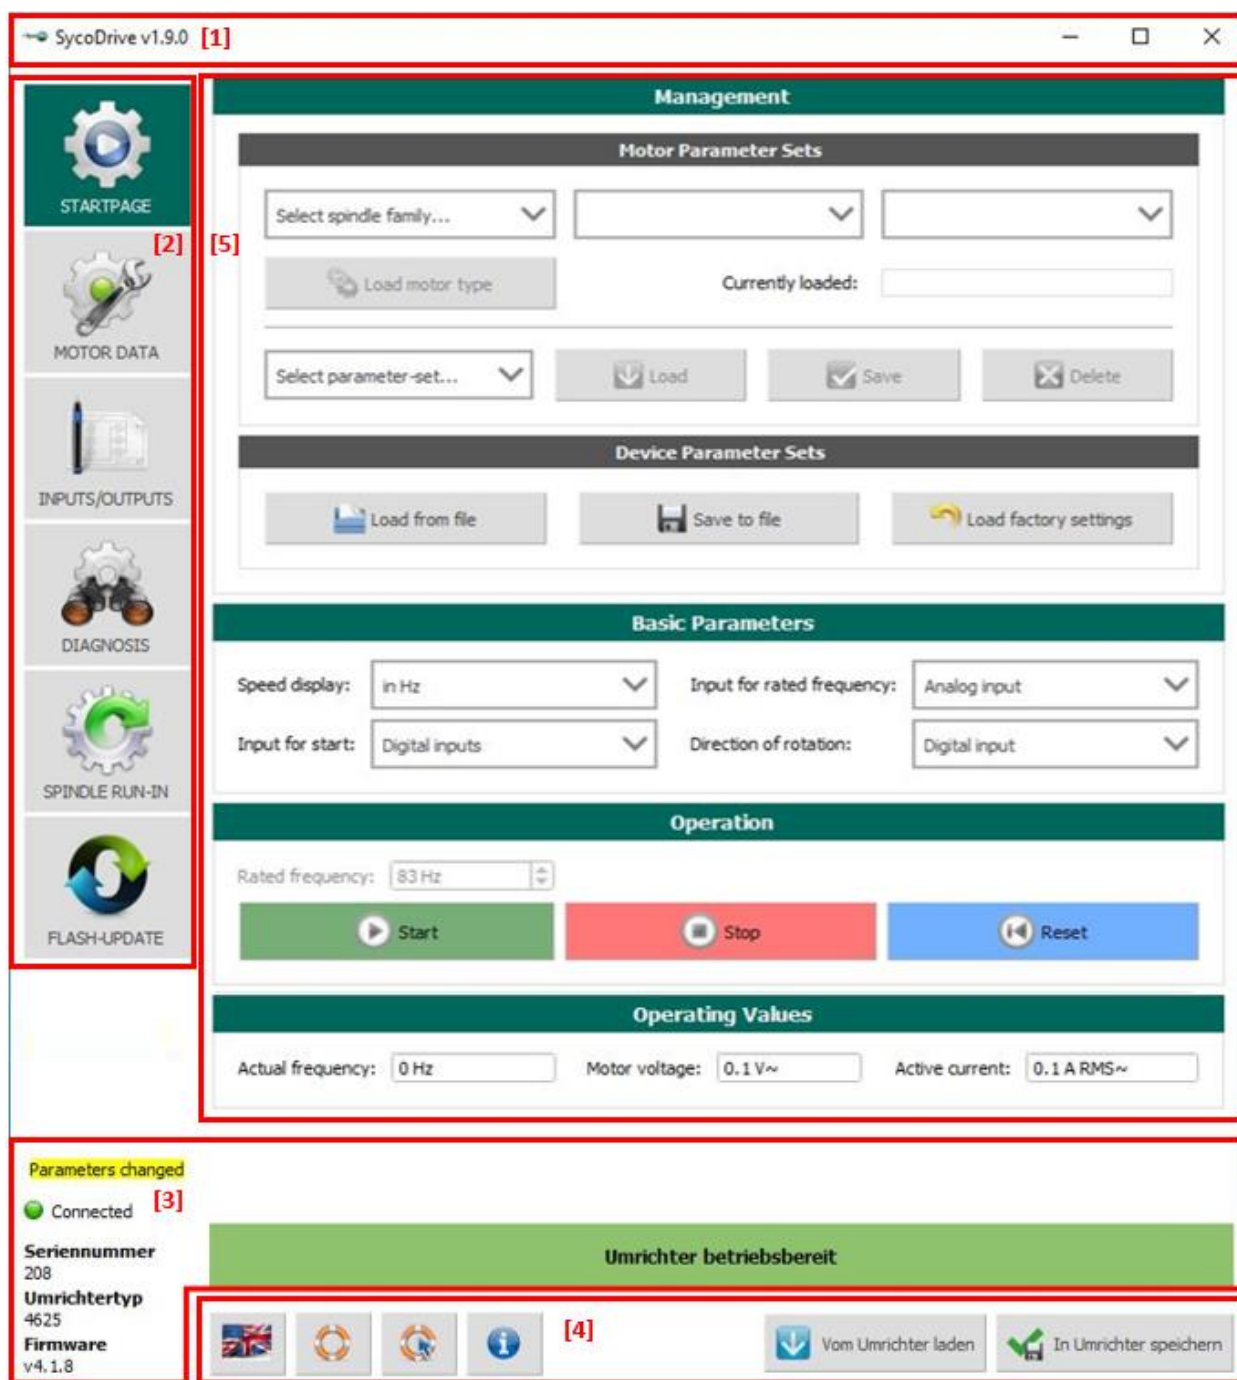 SycoDrive v1.9.0 [1]
STARTPAGE
[2]
MOTOR DATA
INPUTS/OUTPUTS
DIAGNOSIS
SPINDLE RUN-IN
FLASH-UPDATE
[5]
Management
Motor Parameter Sets
Select spindle family...
Load motor type Currently loaded:
Select parameter-set... Load Save Delete
Device Parameter Sets
Load from file Save to file Load factory settings
Basic Parameters
Speed display: in Hz Input for rated frequency: Analog input
Input for start: Digital inputs Direction of rotation: Digital input
Operation
Rated frequency: 83 Hz
Start Stop Reset
Operating Values
Actual frequency: 0 Hz Motor voltage: 0.1 V~ Active current: 0.1 A RMS~
Parameters changed
Connected [3]
Seriennummer
208
Umrichtertyp
4625
Firmware
v4.1.8
Umrichter betriebsbereit
[4] Vom Umrichter laden In Umrichter speichern